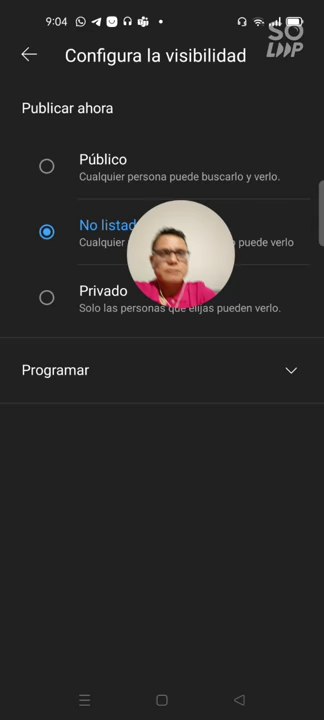 9:04
SO
LOOP
Configura la visibilidad
Publicar ahora
Público
Cualquier persona puede buscarlo y verlo.
No listad
Cualquier puede verlo
Privado
Solo las personas que elijas pueden verlo.
Programar